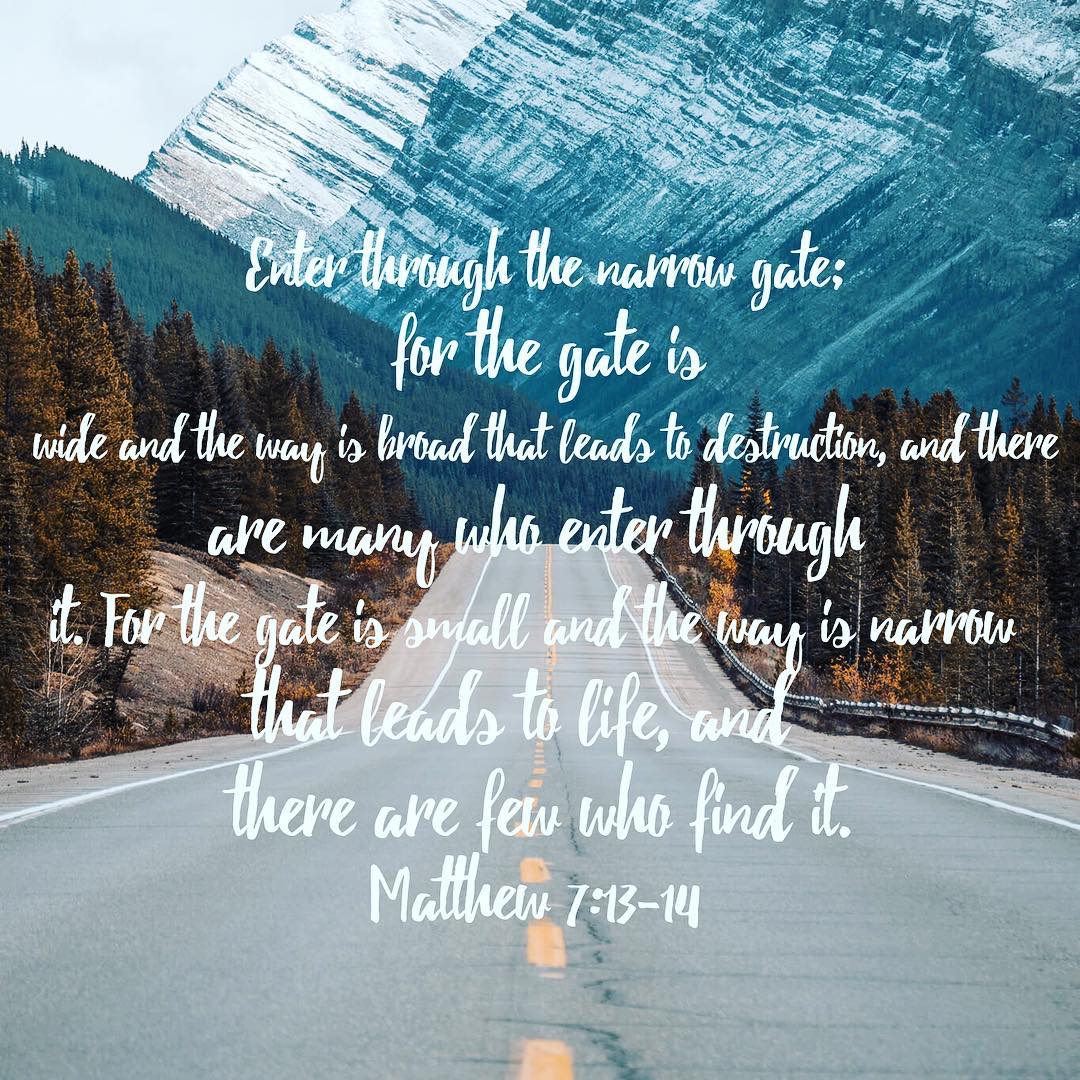 Enter through the narrow gate;
for the gate is
wide and the way is broad that leads to destruction, and there
are many who enter through
it. For the gate is small and the way is narrow
that leads to life, and
there are few who find it.
Matthew 7:13-14